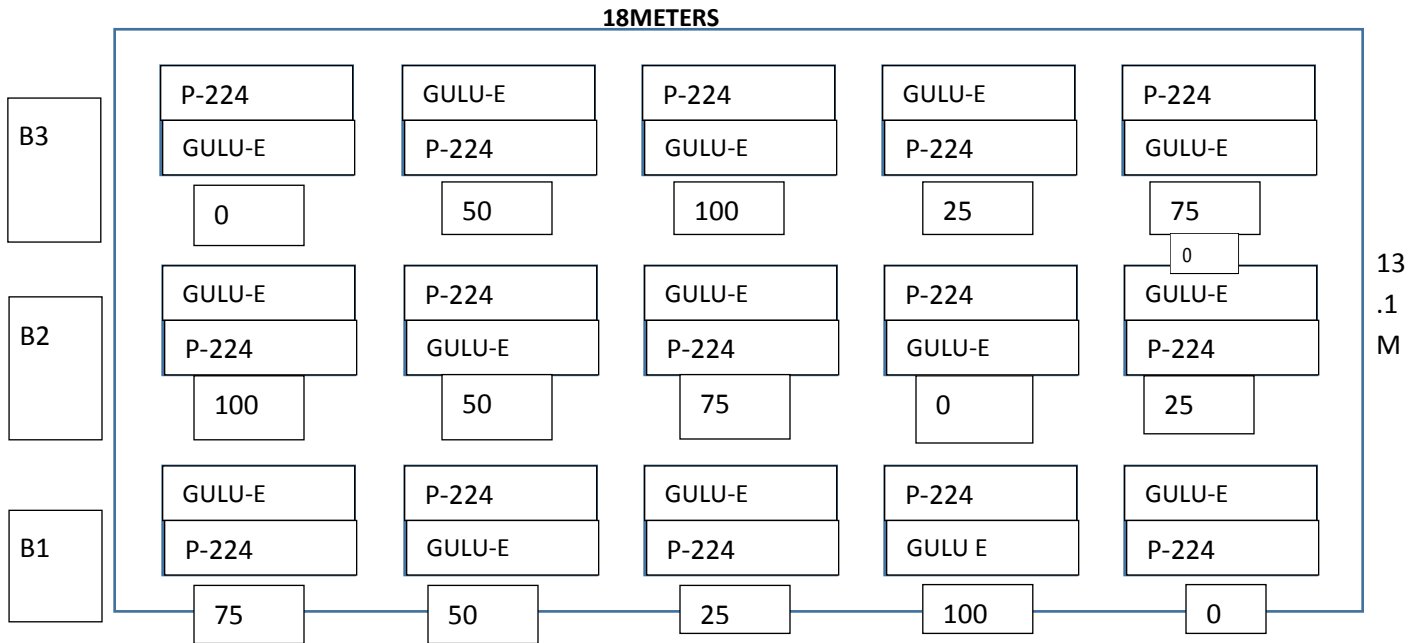 18METERS
P-224 GULU-E P-224 GULU-E P-224
B3
GULU-E P-224 GULU-E P-224 GULU-E
0 50 100 25 75
0
13
.1
M
GULU-E P-224 GULU-E P-224 GULU-E
B2
P-224 GULU-E P-224 GULU-E P-224
100 50 75 0 25
GULU-E P-224 GULU-E P-224 GULU-E
B1
P-224 GULU-E P-224 GULU E P-224
75 50 25 100 0